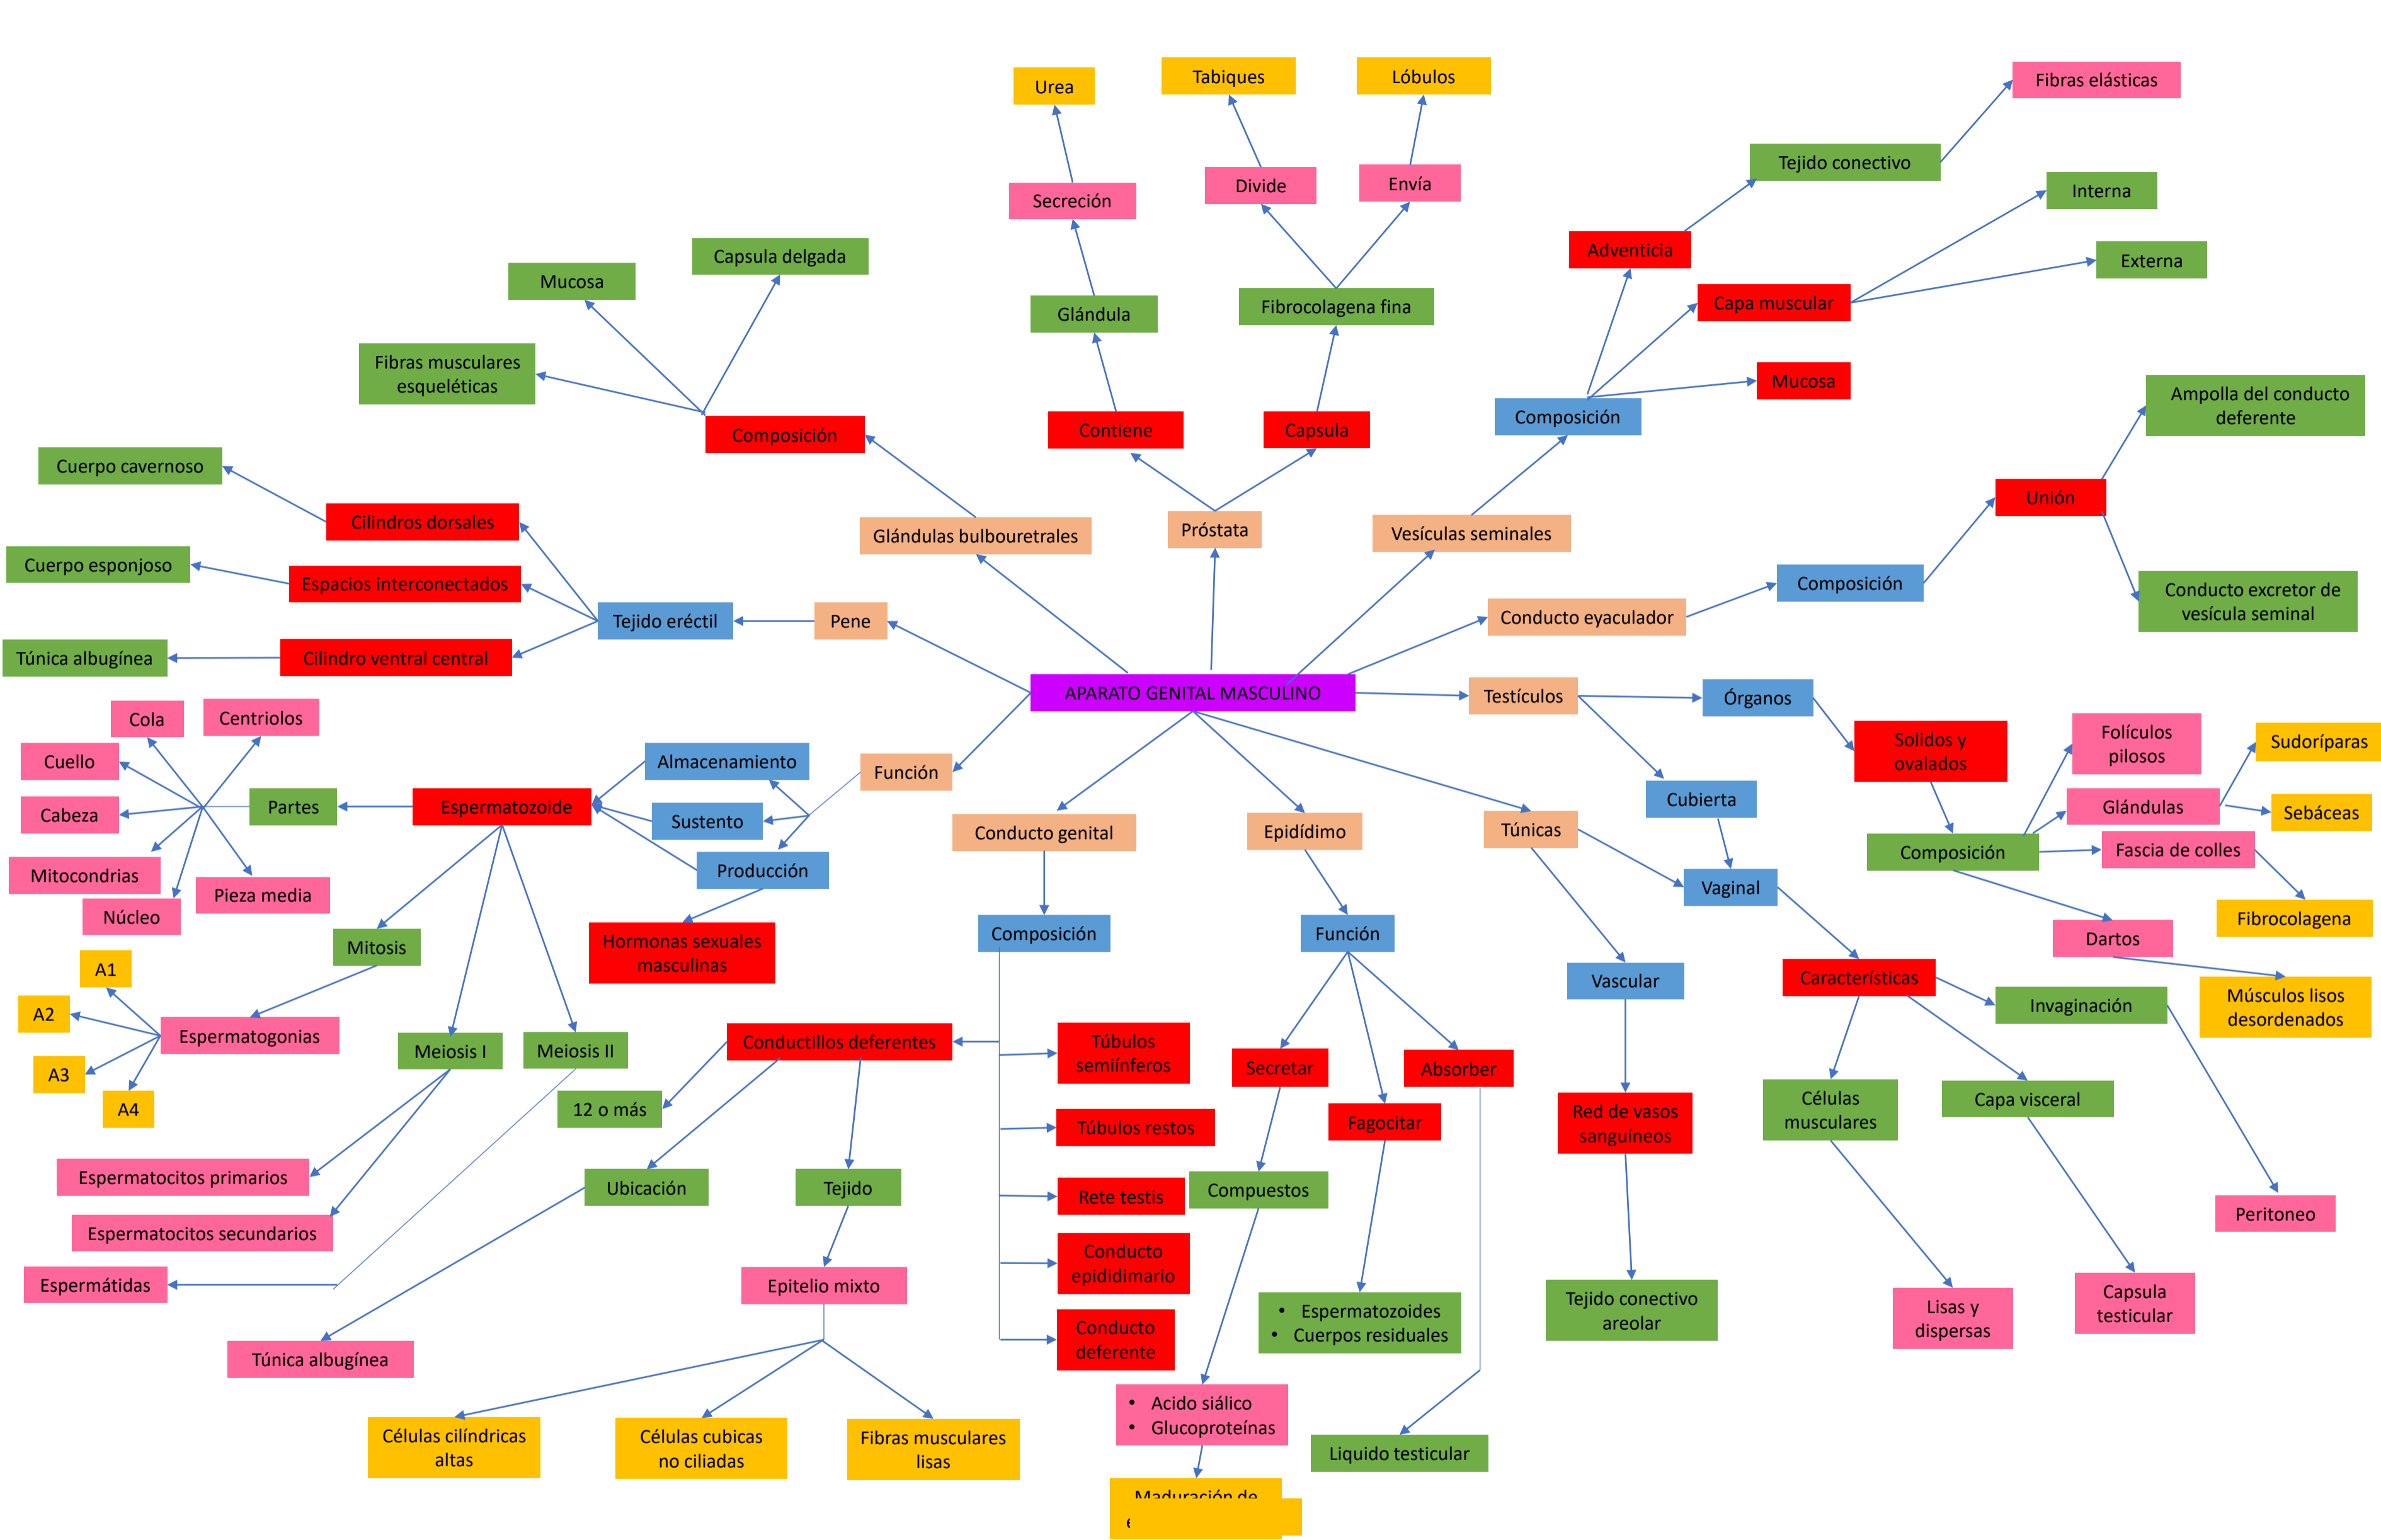 Urea
Tabiques
Lóbulos
Fibras elásticas
Secreción
Divide
Envía
Tejido conectivo
Interna
Externa
Adventicia
Capa muscular
Mucosa
Capsula delgada
Mucosa
Glándula
Fibrocolagena fina
Fibras musculares
esqueléticas
Composición
Contiene
Capsula
Composición
Ampolla del conducto
deferente
Cuerpo cavernoso
Cilindros dorsales
Glándulas bulbouretrales
Próstata
Vesículas seminales
Unión
Cuerpo esponjoso
Espacios interconectados
Tejido eréctil
Pene
Conducto eyaculador
Composición
Conducto excretor de
vesícula seminal
Túnica albugínea
Cilindro ventral central
APARATO GENITAL MASCULINO
Testículos
Órganos
Solidos y
ovalados
Folículos
pilosos
Sudoríparas
Cola
Centriolos
Cuello
Cabeza
Partes
Espermatozoide
Almacenamiento
Sustento
Producción
Función
Mitocondrias
Núcleo
Pieza media
Hormonas sexuales
masculinas
Conducto genital
Epidídimo
Túnicas
Cubierta
Vaginal
Composición
Glándulas
Sebáceas
Fascia de colles
Fibrocolagena
Dartos
Músculos lisos
desordenados
Mitosis
A1
A2
A3
A4
Espermatogonias
Meiosis I
Meiosis II
Composición
Función
Vascular
Características
Invaginación
Conductillos deferentes
12 o más
Ubicación
Tejido
Túbulos
semiínferos
Túbulos restos
Rete testis
Conducto
epididimario
Conducto
deferente
Secretar
Fagocitar
Absorber
Red de vasos
sanguíneos
Células
musculares
Capa visceral
Peritoneo
Espermatocitos primarios
Espermatocitos secundarios
Espermátidas
Túnica albugínea
Epitelio mixto
Compuestos
• Espermatozoides
• Cuerpos residuales
Tejido conectivo
areolar
Lisas y
dispersas
Capsula
testicular
Células cilíndricas
altas
Células cubicas
no ciliadas
Fibras musculares
lisas
• Acido siálico
• Glucoproteínas
Liquido testicular
Maduración de